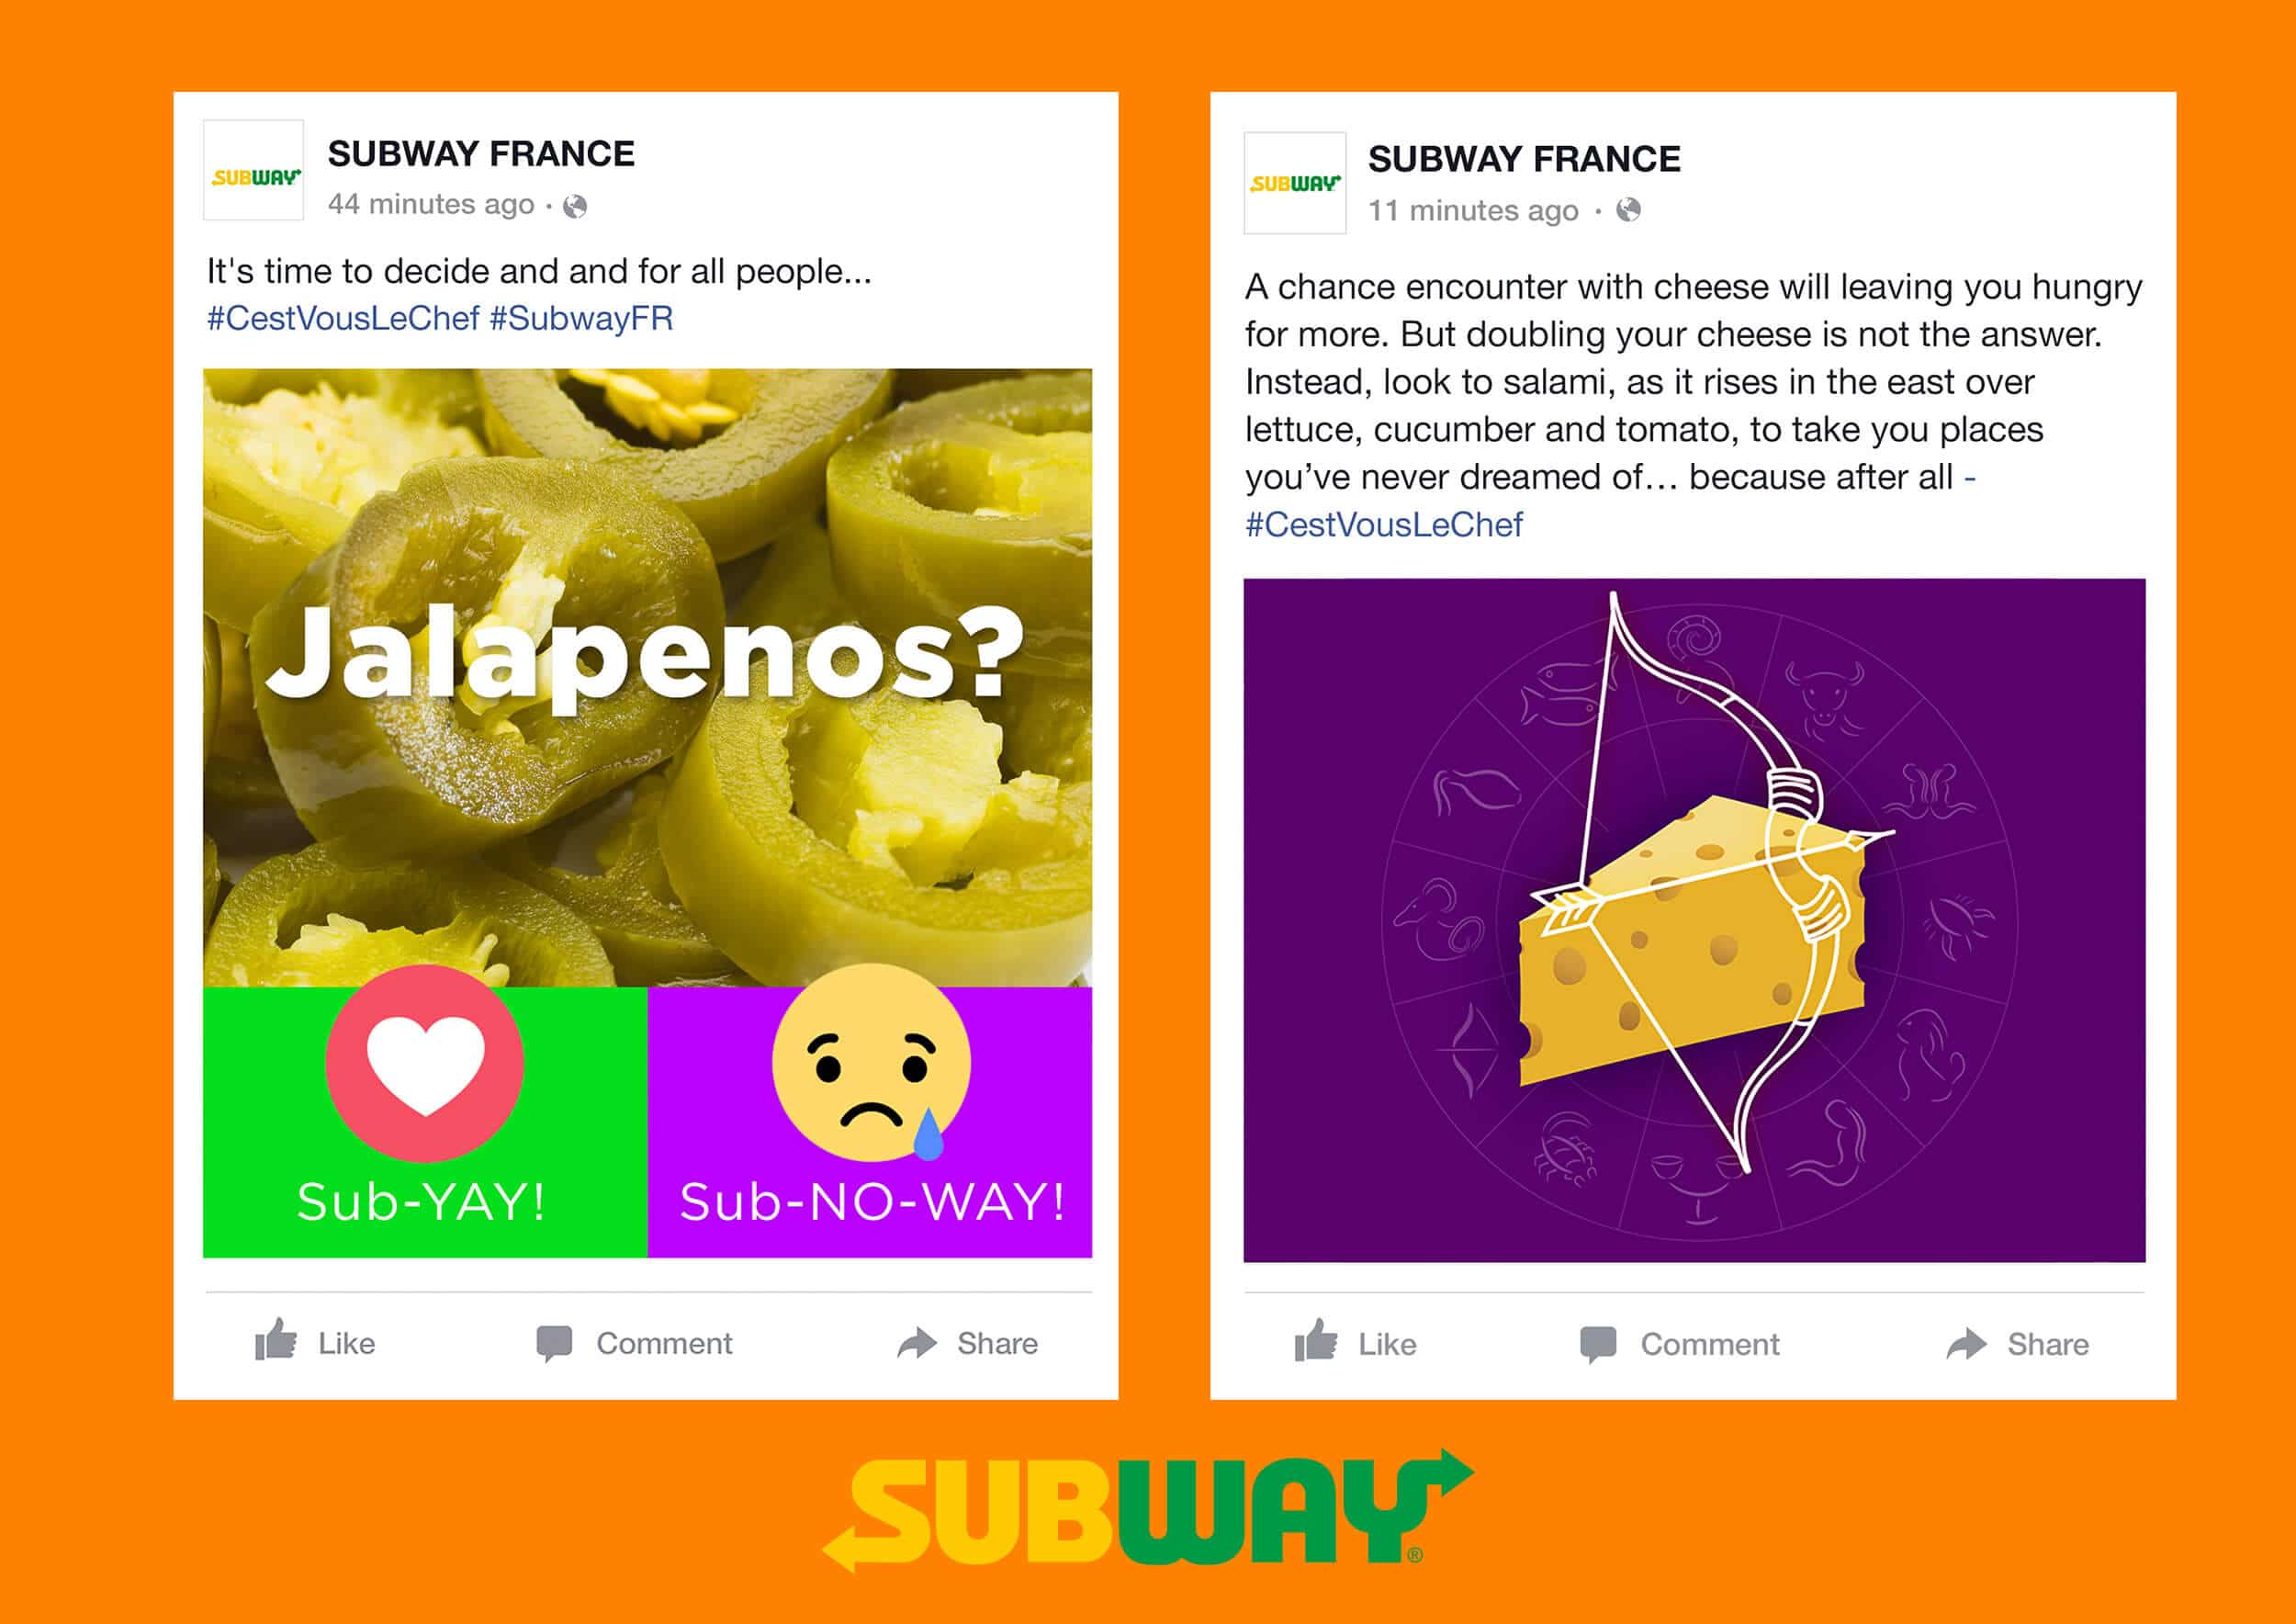 SUBWAY
SUBWAY FRANCE
44 minutes ago ·
It's time to decide and and for all people...
#CestVousLeChef #SubwayFR
Jalapenos?
Sub-YAY!
Sub-NO-WAY!
Like
Comment
Share
SUBWAY
SUBWAY FRANCE
11 minutes ago ·
A chance encounter with cheese will leaving you hungry
for more. But doubling your cheese is not the answer.
Instead, look to salami, as it rises in the east over
lettuce, cucumber and tomato, to take you places
you’ve never dreamed of… because after all -
#CestVousLeChef
Like
Comment
Share
SUBWAY®